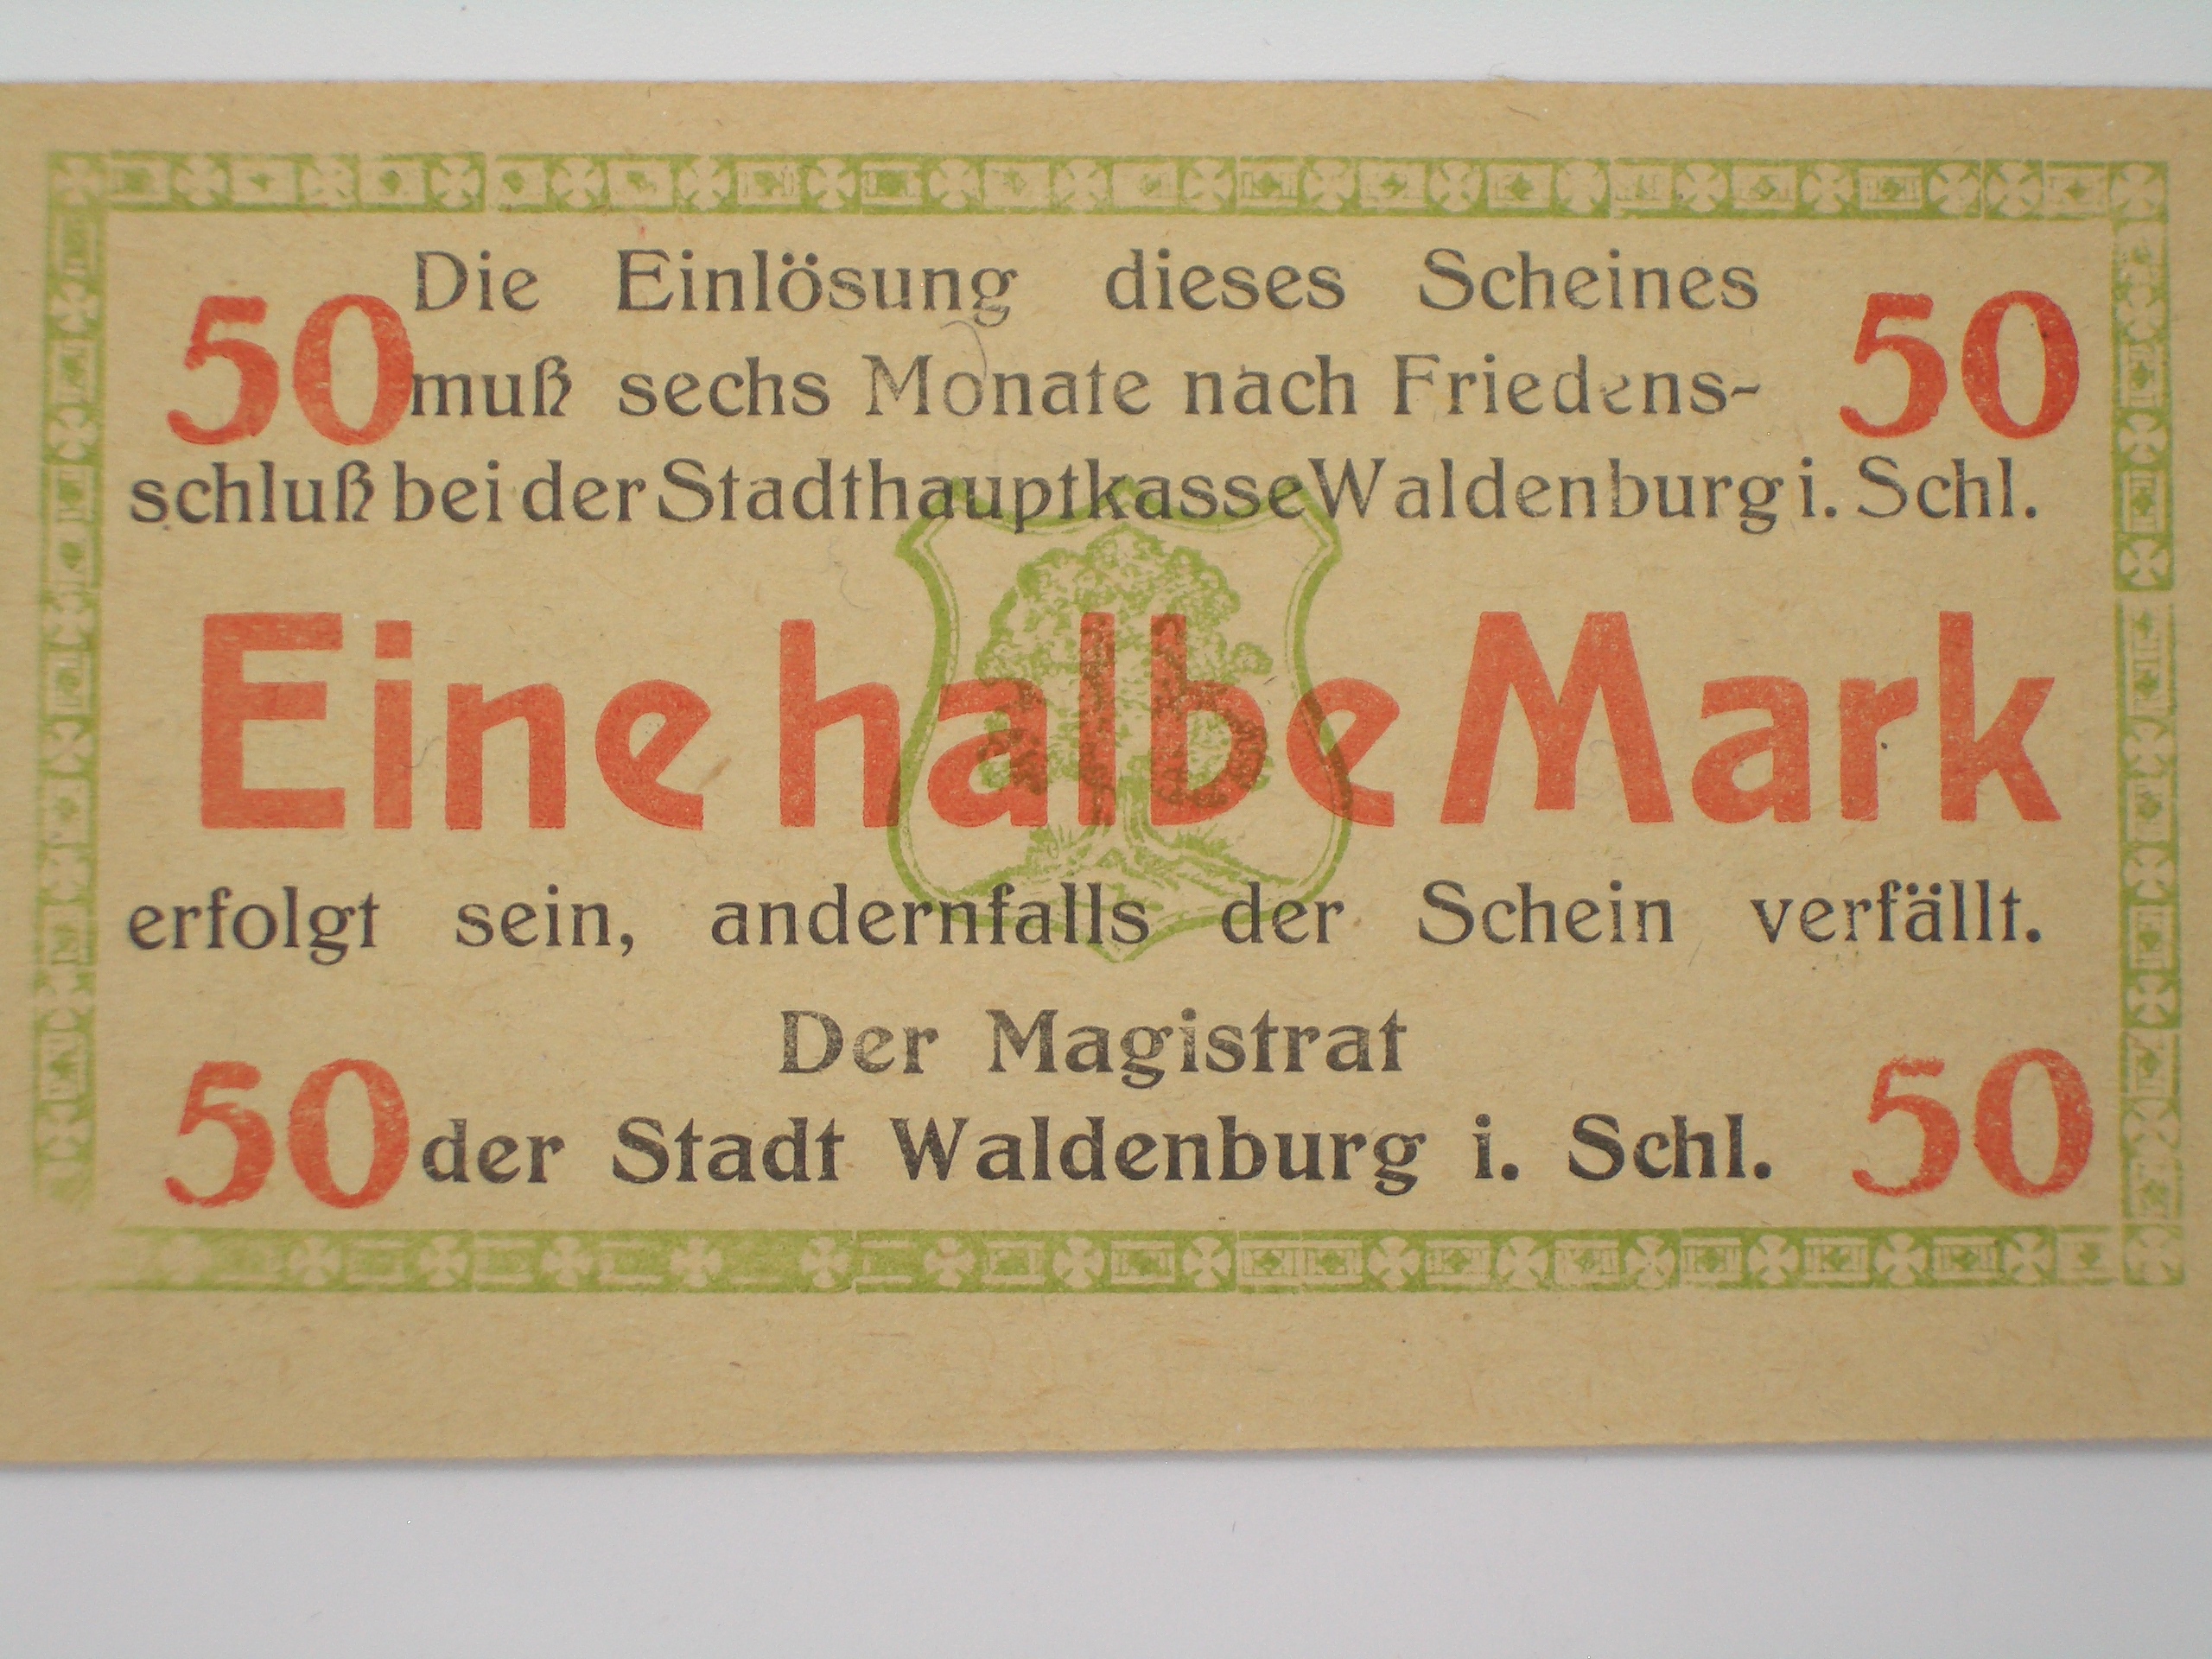 Die Einlösung dieses Scheines
50 muß sechs Monate nach Friedens- 50
schluß bei der Stadthauptkasse Waldenburg i. Schl.
Eine halbe Mark
erfolgt sein, andernfalls der Schein verfällt.
Der Magistrat
50 der Stadt Waldenburg i. Schl. 50